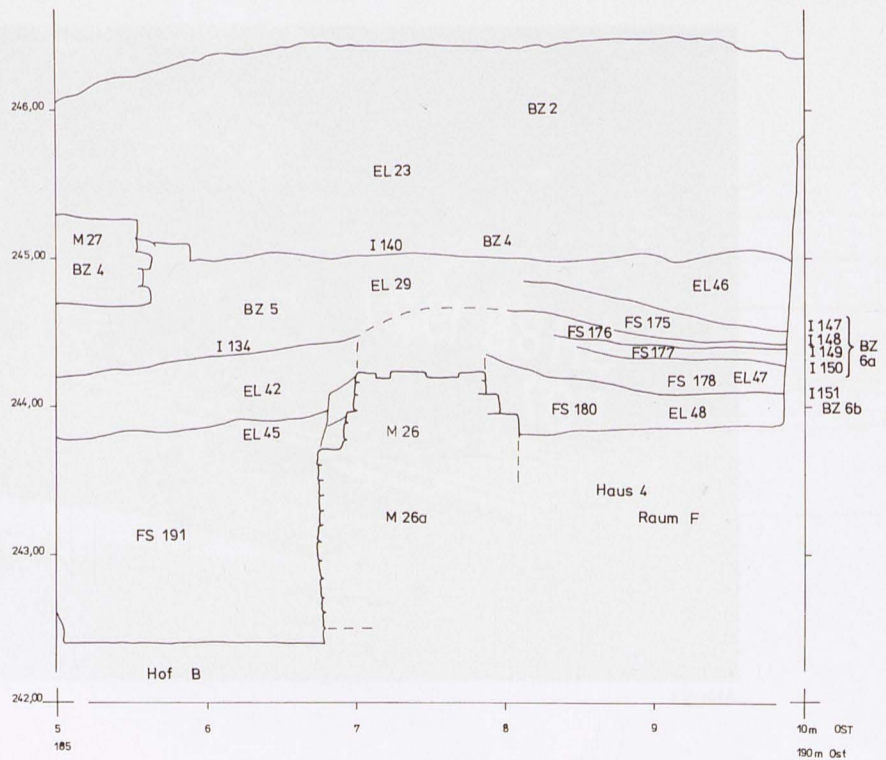 BZ 2
246,00
EL 23
M 27
I 140
BZ 4
245,00
BZ 4
EL 29
EL 46
BZ 5
FS 175
FS 176
I 147
I 148
I 149
I 150
BZ
6a
I 134
FS 177
EL 42
FS 178
EL 47
I 151
244,00
FS 180
EL 48
BZ 6b
EL 45
M 26
Haus 4
M 26a
Raum F
FS 191
243,00
Hof B
242,00
5
6
7
8
9
10 m OST
185
190 m Ost